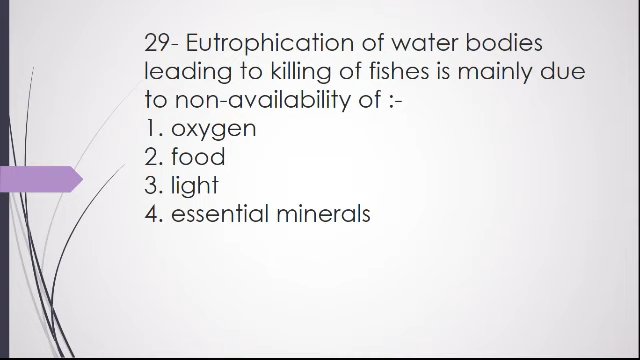 29- Eutrophication of water bodies
leading to killing of fishes is mainly due
to non-availability of :-
1. oxygen
2. food
3. light
4. essential minerals